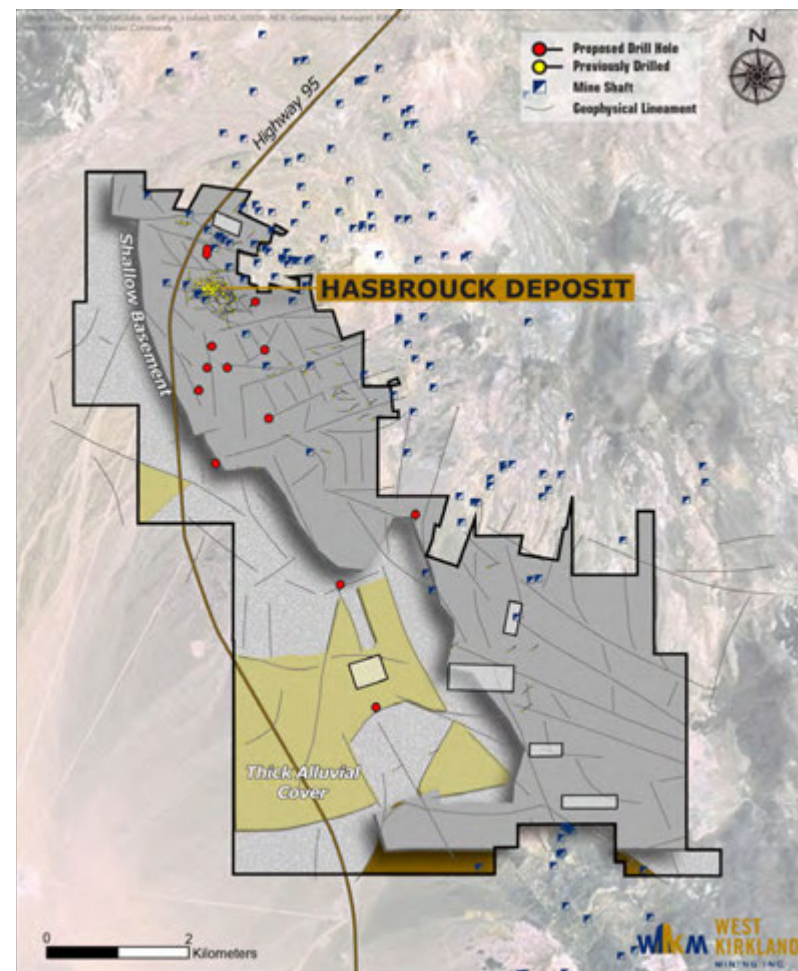 Proposed Drill Hole
Previously Drilled
Mine Shaft
Geophysical Lineament
N
Highway 95
Shallow Basement
HASBROUCK DEPOSIT
Thick Alluvial
Cover
0 2
Kilometers
WKM WEST
KIRKLAND
MINING INC.